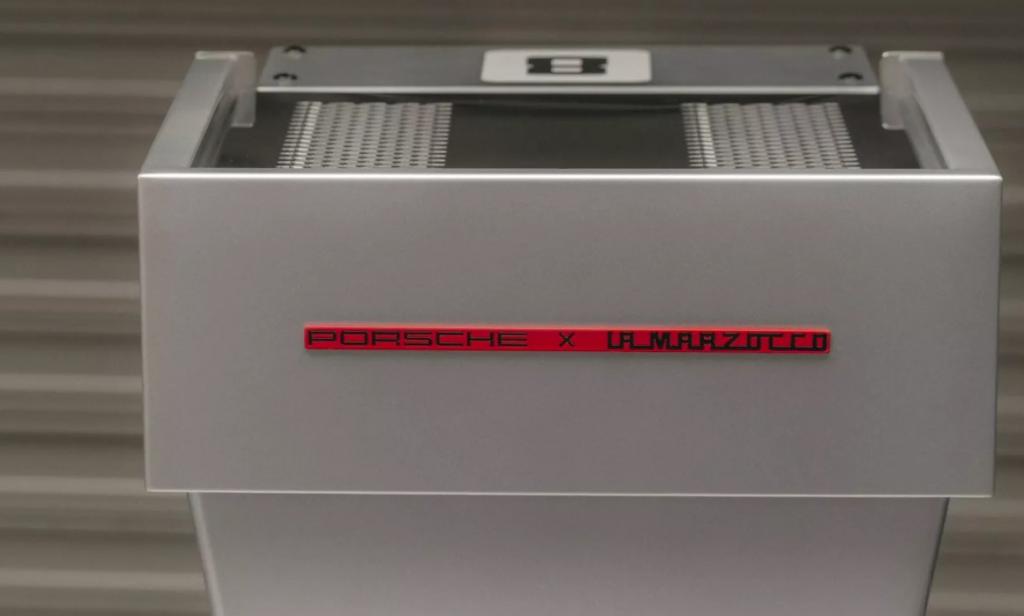 PORSCHE X LA MARZOCCO